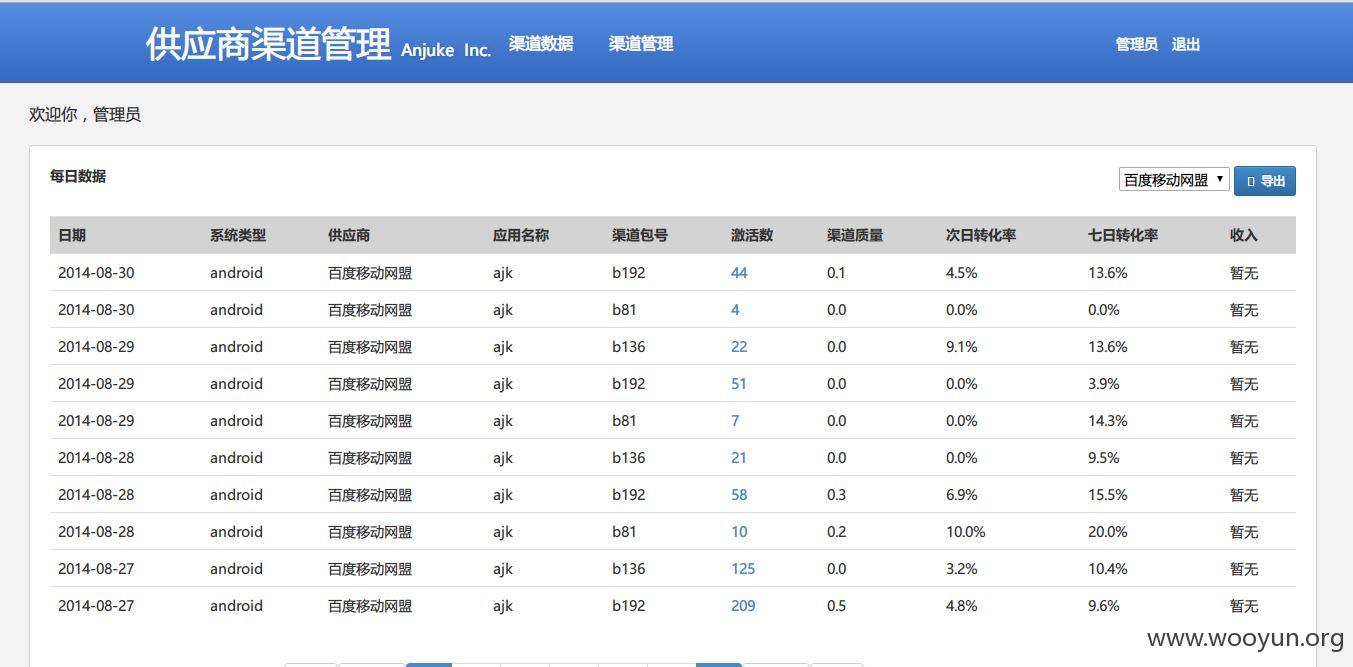 供应商渠道管理 Anjuke Inc. 渠道数据 渠道管理 管理员 退出
欢迎你，管理员
每日数据 百度移动网盟 导出
日期 系统类型 供应商 应用名称 渠道包号 激活数 渠道质量 次日转化率 七日转化率 收入
2014-08-30 android 百度移动网盟 ajk b192 44 0.1 4.5% 13.6% 暂无
2014-08-30 android 百度移动网盟 ajk b81 4 0.0 0.0% 0.0% 暂无
2014-08-29 android 百度移动网盟 ajk b136 22 0.0 9.1% 13.6% 暂无
2014-08-29 android 百度移动网盟 ajk b192 51 0.0 0.0% 3.9% 暂无
2014-08-29 android 百度移动网盟 ajk b81 7 0.0 0.0% 14.3% 暂无
2014-08-28 android 百度移动网盟 ajk b136 21 0.0 0.0% 9.5% 暂无
2014-08-28 android 百度移动网盟 ajk b192 58 0.3 6.9% 15.5% 暂无
2014-08-28 android 百度移动网盟 ajk b81 10 0.2 10.0% 20.0% 暂无
2014-08-27 android 百度移动网盟 ajk b136 125 0.0 3.2% 10.4% 暂无
2014-08-27 android 百度移动网盟 ajk b192 209 0.5 4.8% 9.6% 暂无
www.wooyun.org